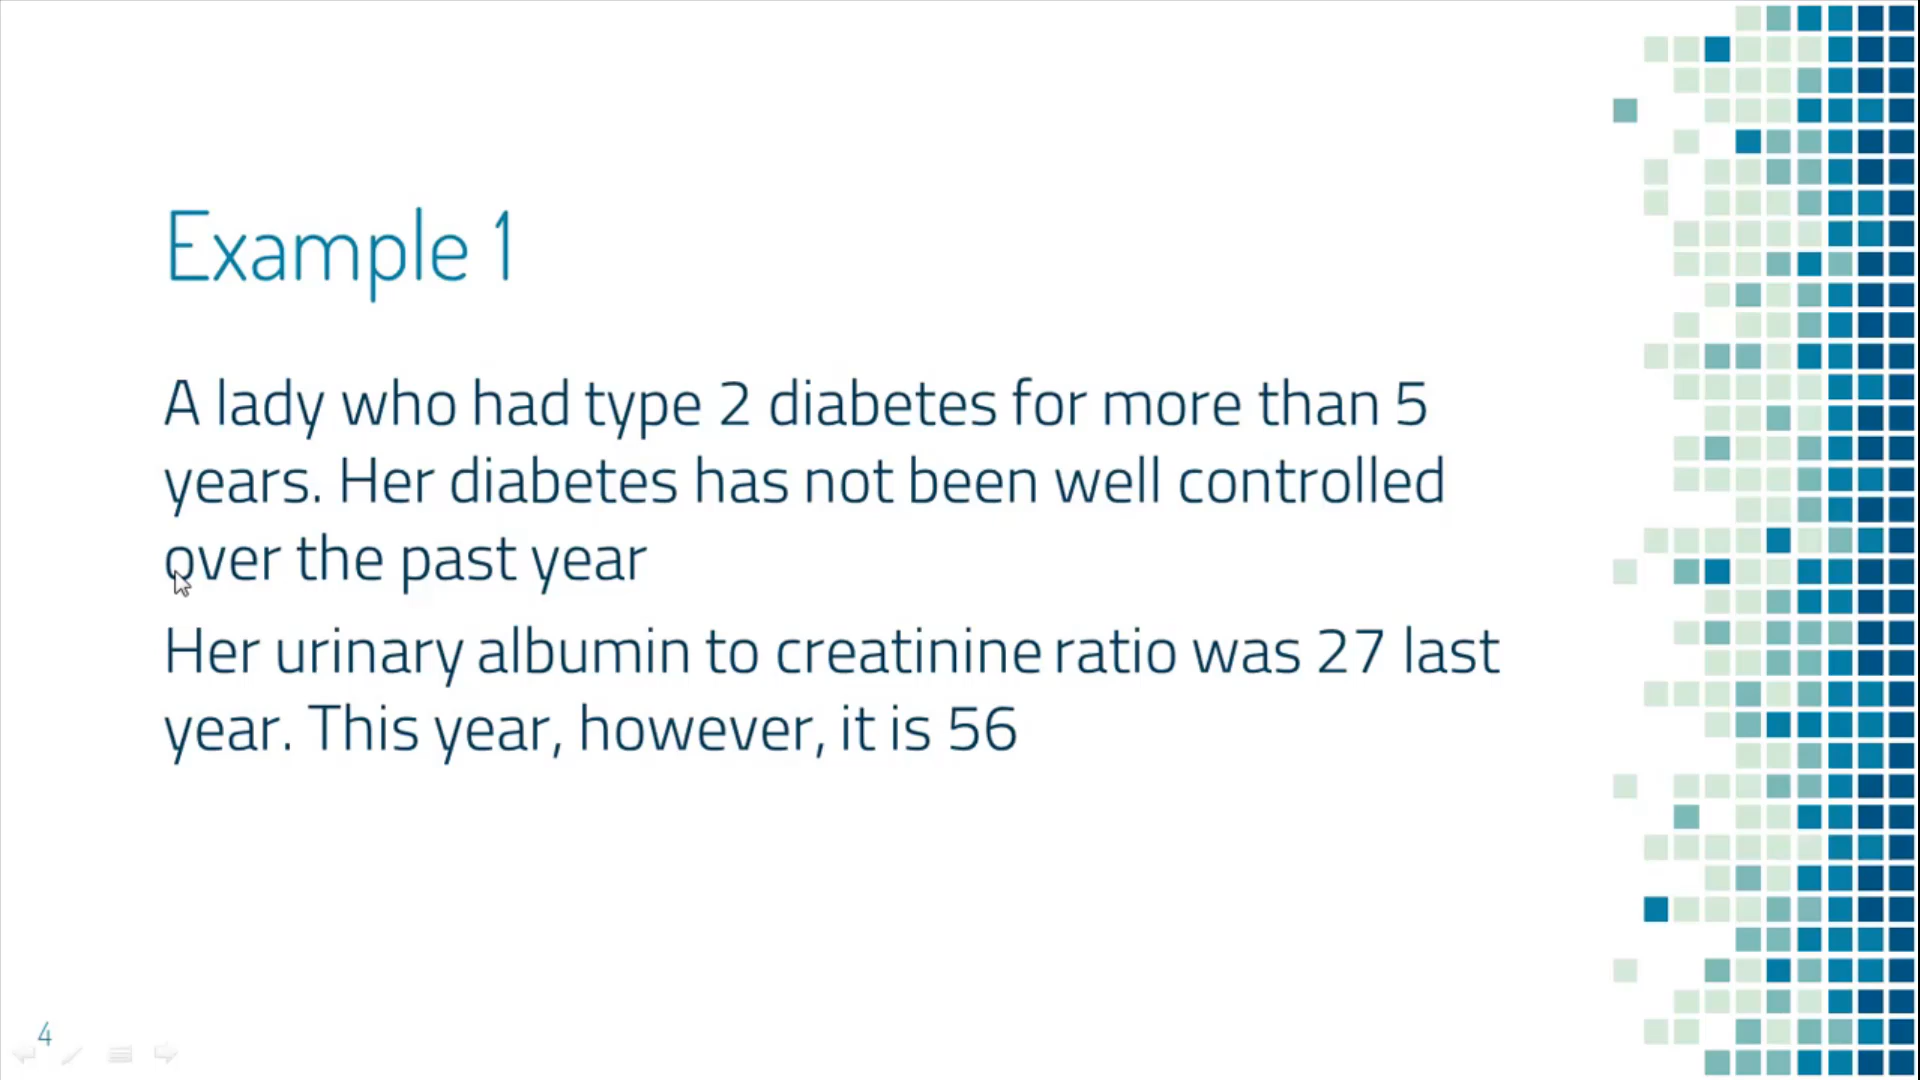 Example 1
A lady who had type 2 diabetes for more than 5
years. Her diabetes has not been well controlled
over the past year
Her urinary albumin to creatinine ratio was 27 last
year. This year, however, it is 56
4